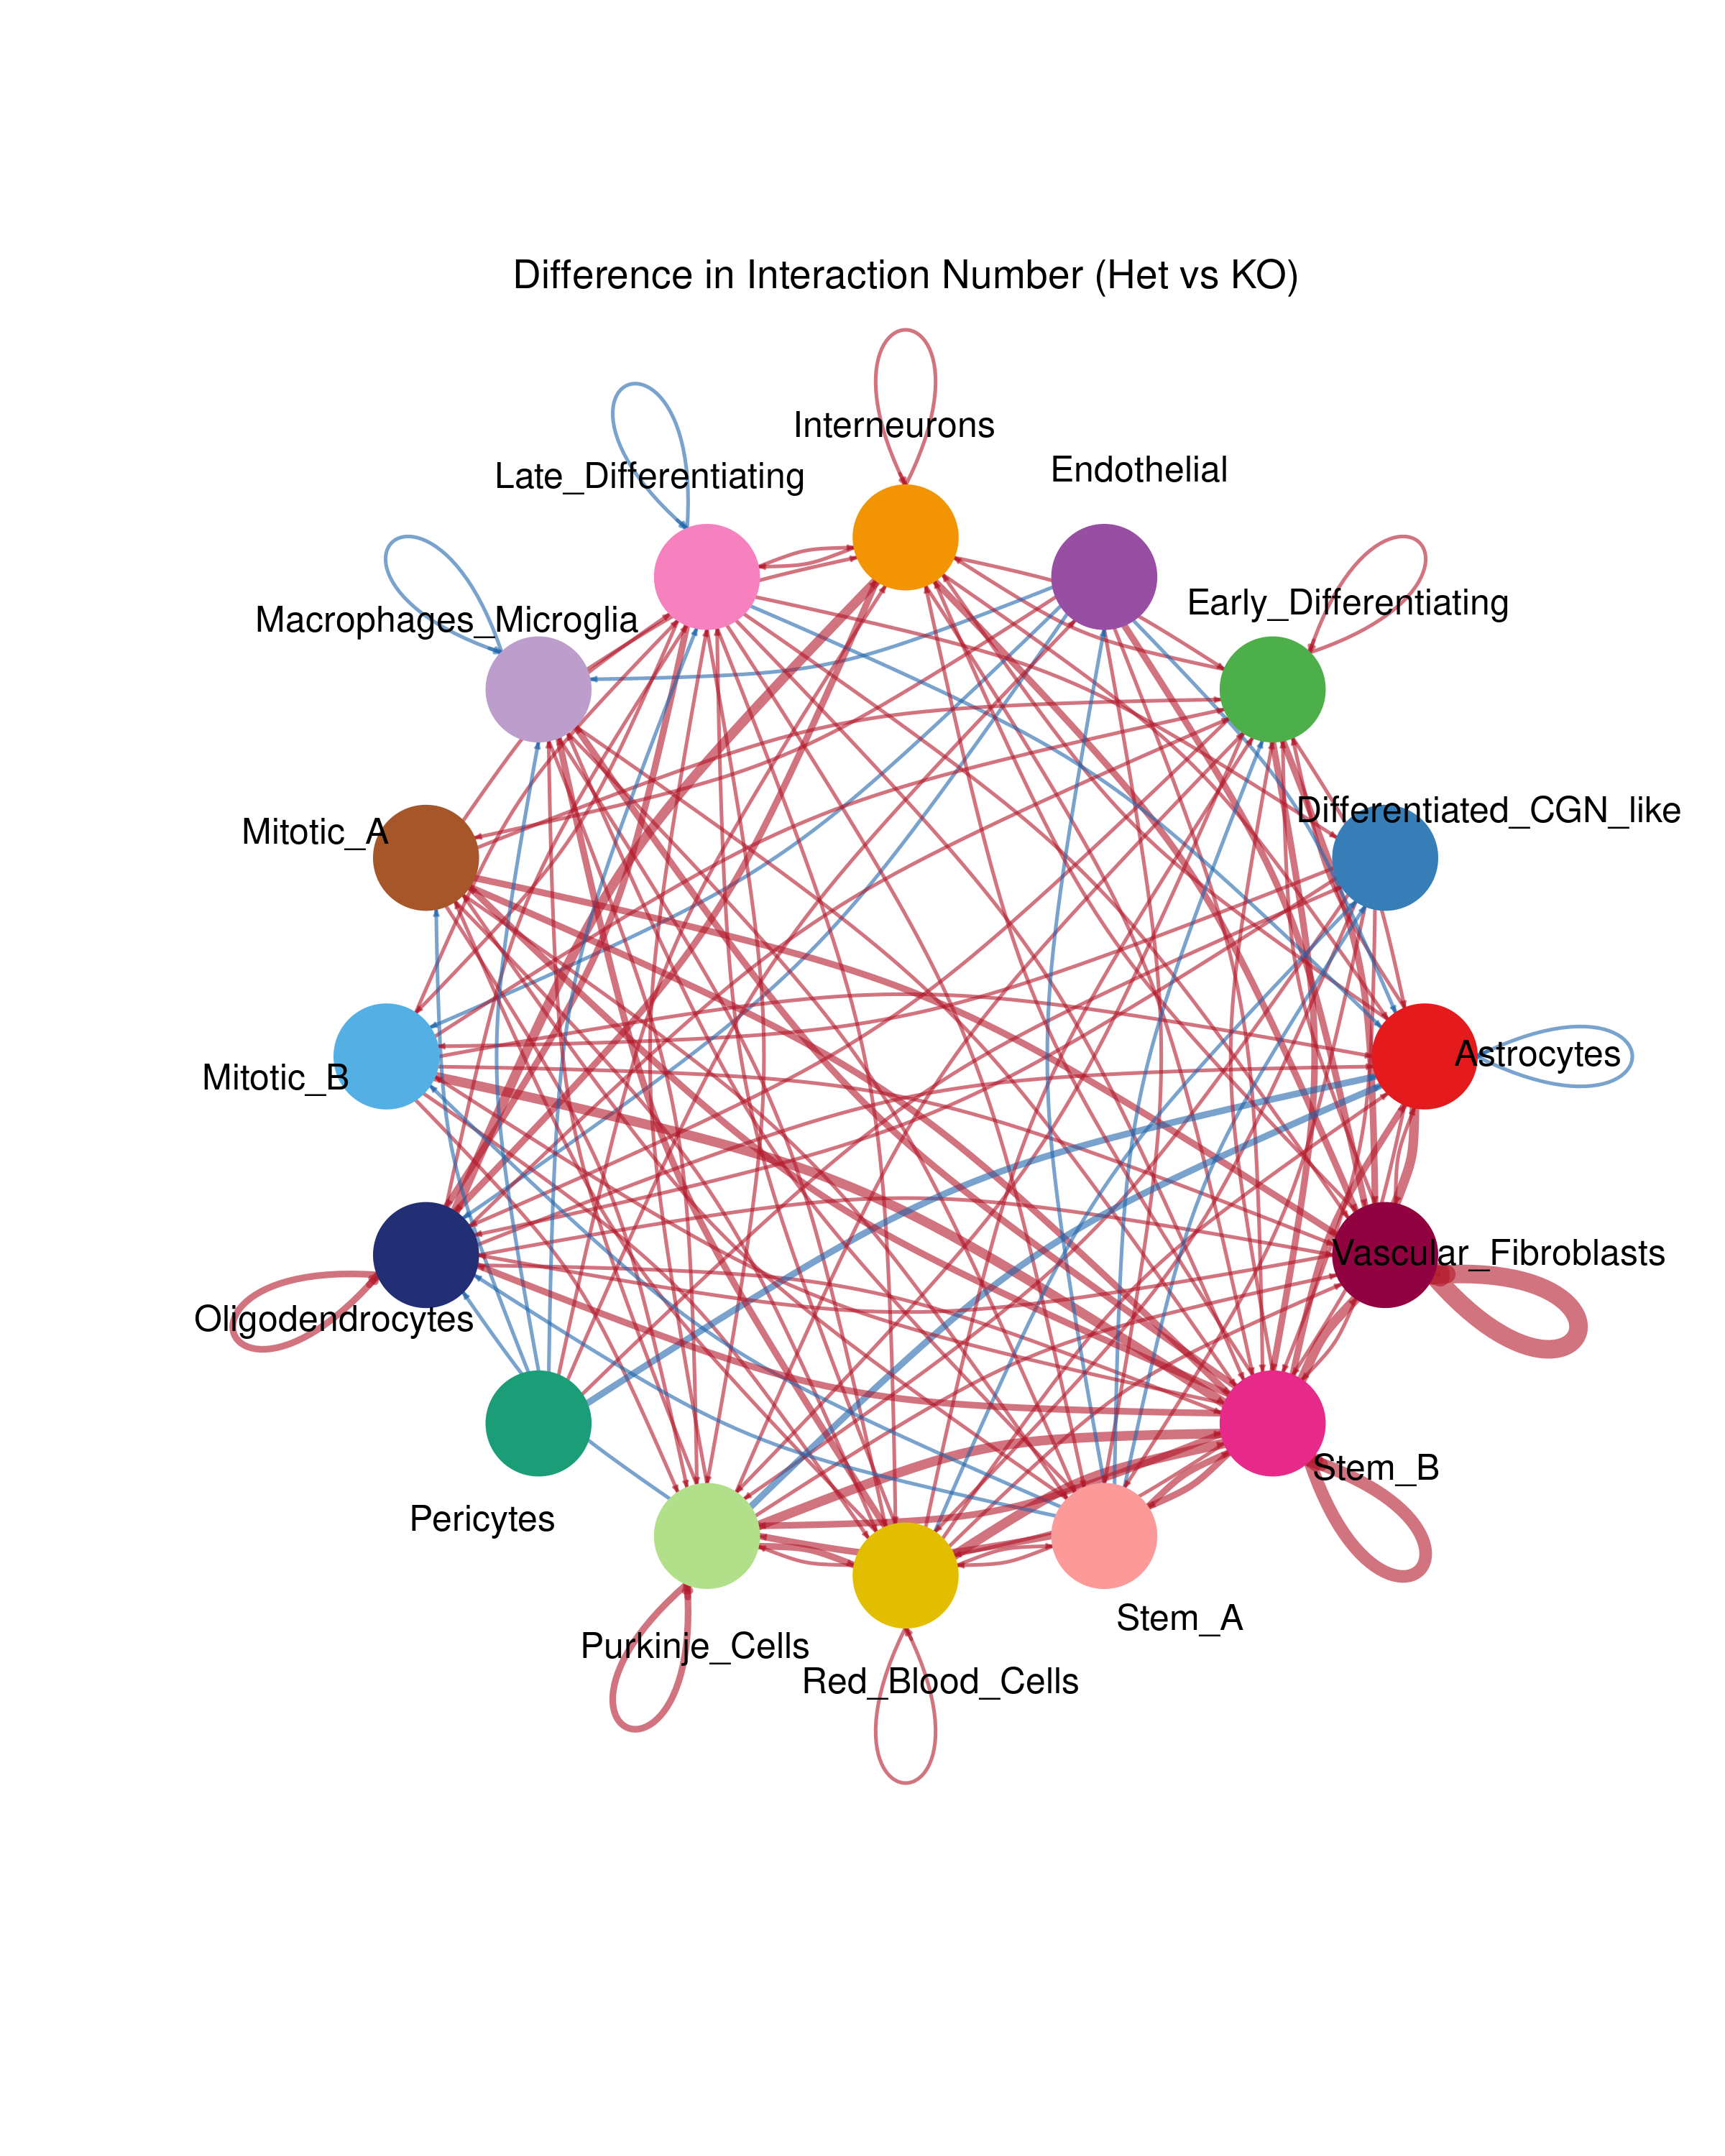 Difference in Interaction Number (Het vs KO)
Interneurons
Endothelial
Late_Differentiating
Early_Differentiating
Macrophages_Microglia
Differentiated_CGN_like
Mitotic_A
Astrocytes
Mitotic_B
Vascular_Fibroblasts
Oligodendrocytes
Stem_B
Pericytes
Stem_A
Purkinje_Cells
Red_Blood_Cells